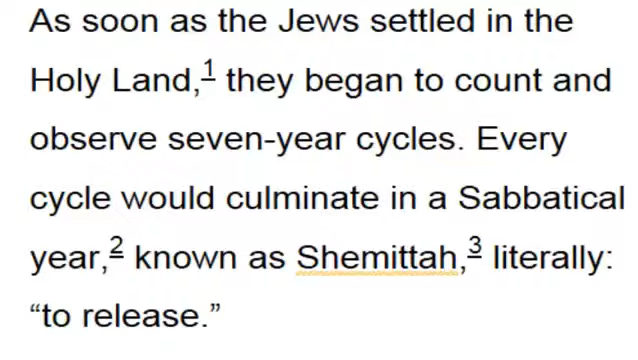 As soon as the Jews settled in the
Holy Land,1 they began to count and
observe seven-year cycles. Every
cycle would culminate in a Sabbatical
year,2 known as Shemittah,3 literally:
“to release.”